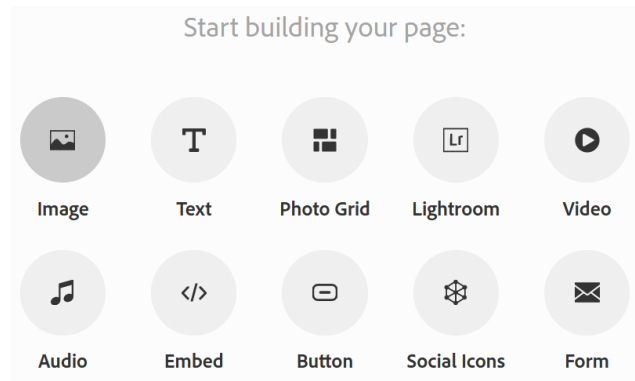 Start building your page:
Lr
Image Text Photo Grid Lightroom Video
Audio Embed Button Social Icons Form